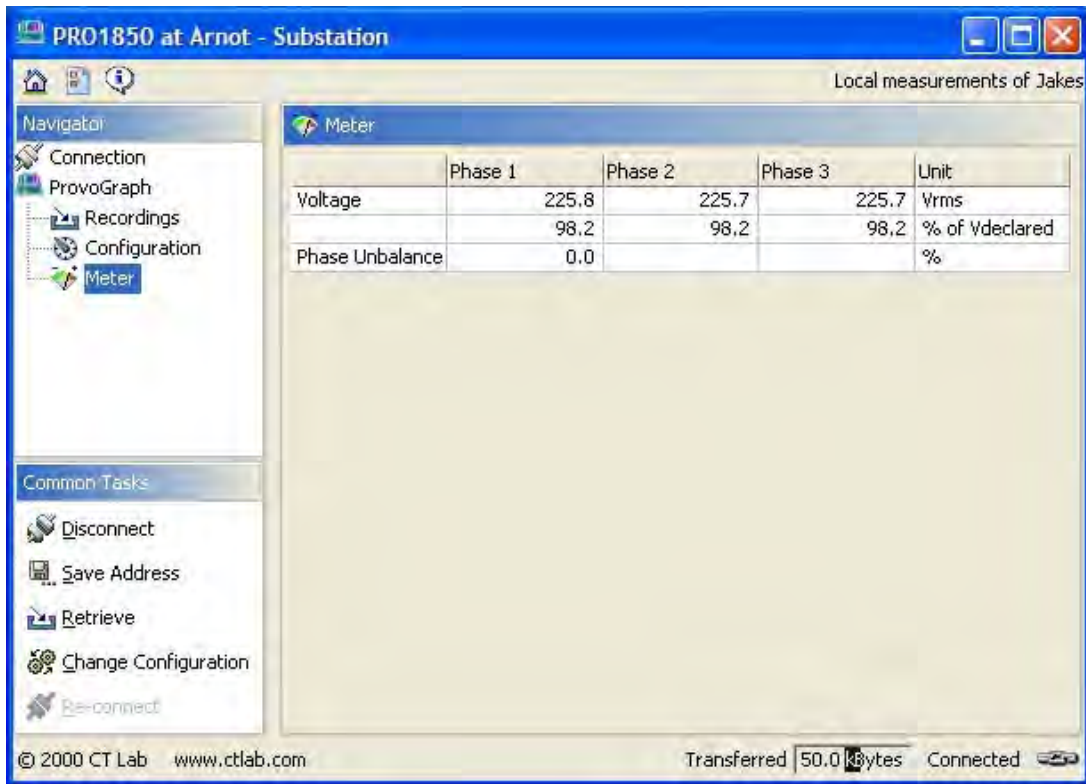 PRO1850 at Arnot - Substation
Local measurements of Jakes
Navigator
Connection
ProvoGraph
Recordings
Configuration
Meter
Meter
Phase 1 Phase 2 Phase 3 Unit
Voltage 225.8 225.7 225.7 Vrms
98.2 98.2 98.2 % of Vdeclared
Phase Unbalance 0.0 %
Common Tasks
Disconnect
Save Address
Retrieve
Change Configuration
Re-connect
© 2000 CT Lab www.ctlab.com Transferred 50.0 kBytes Connected